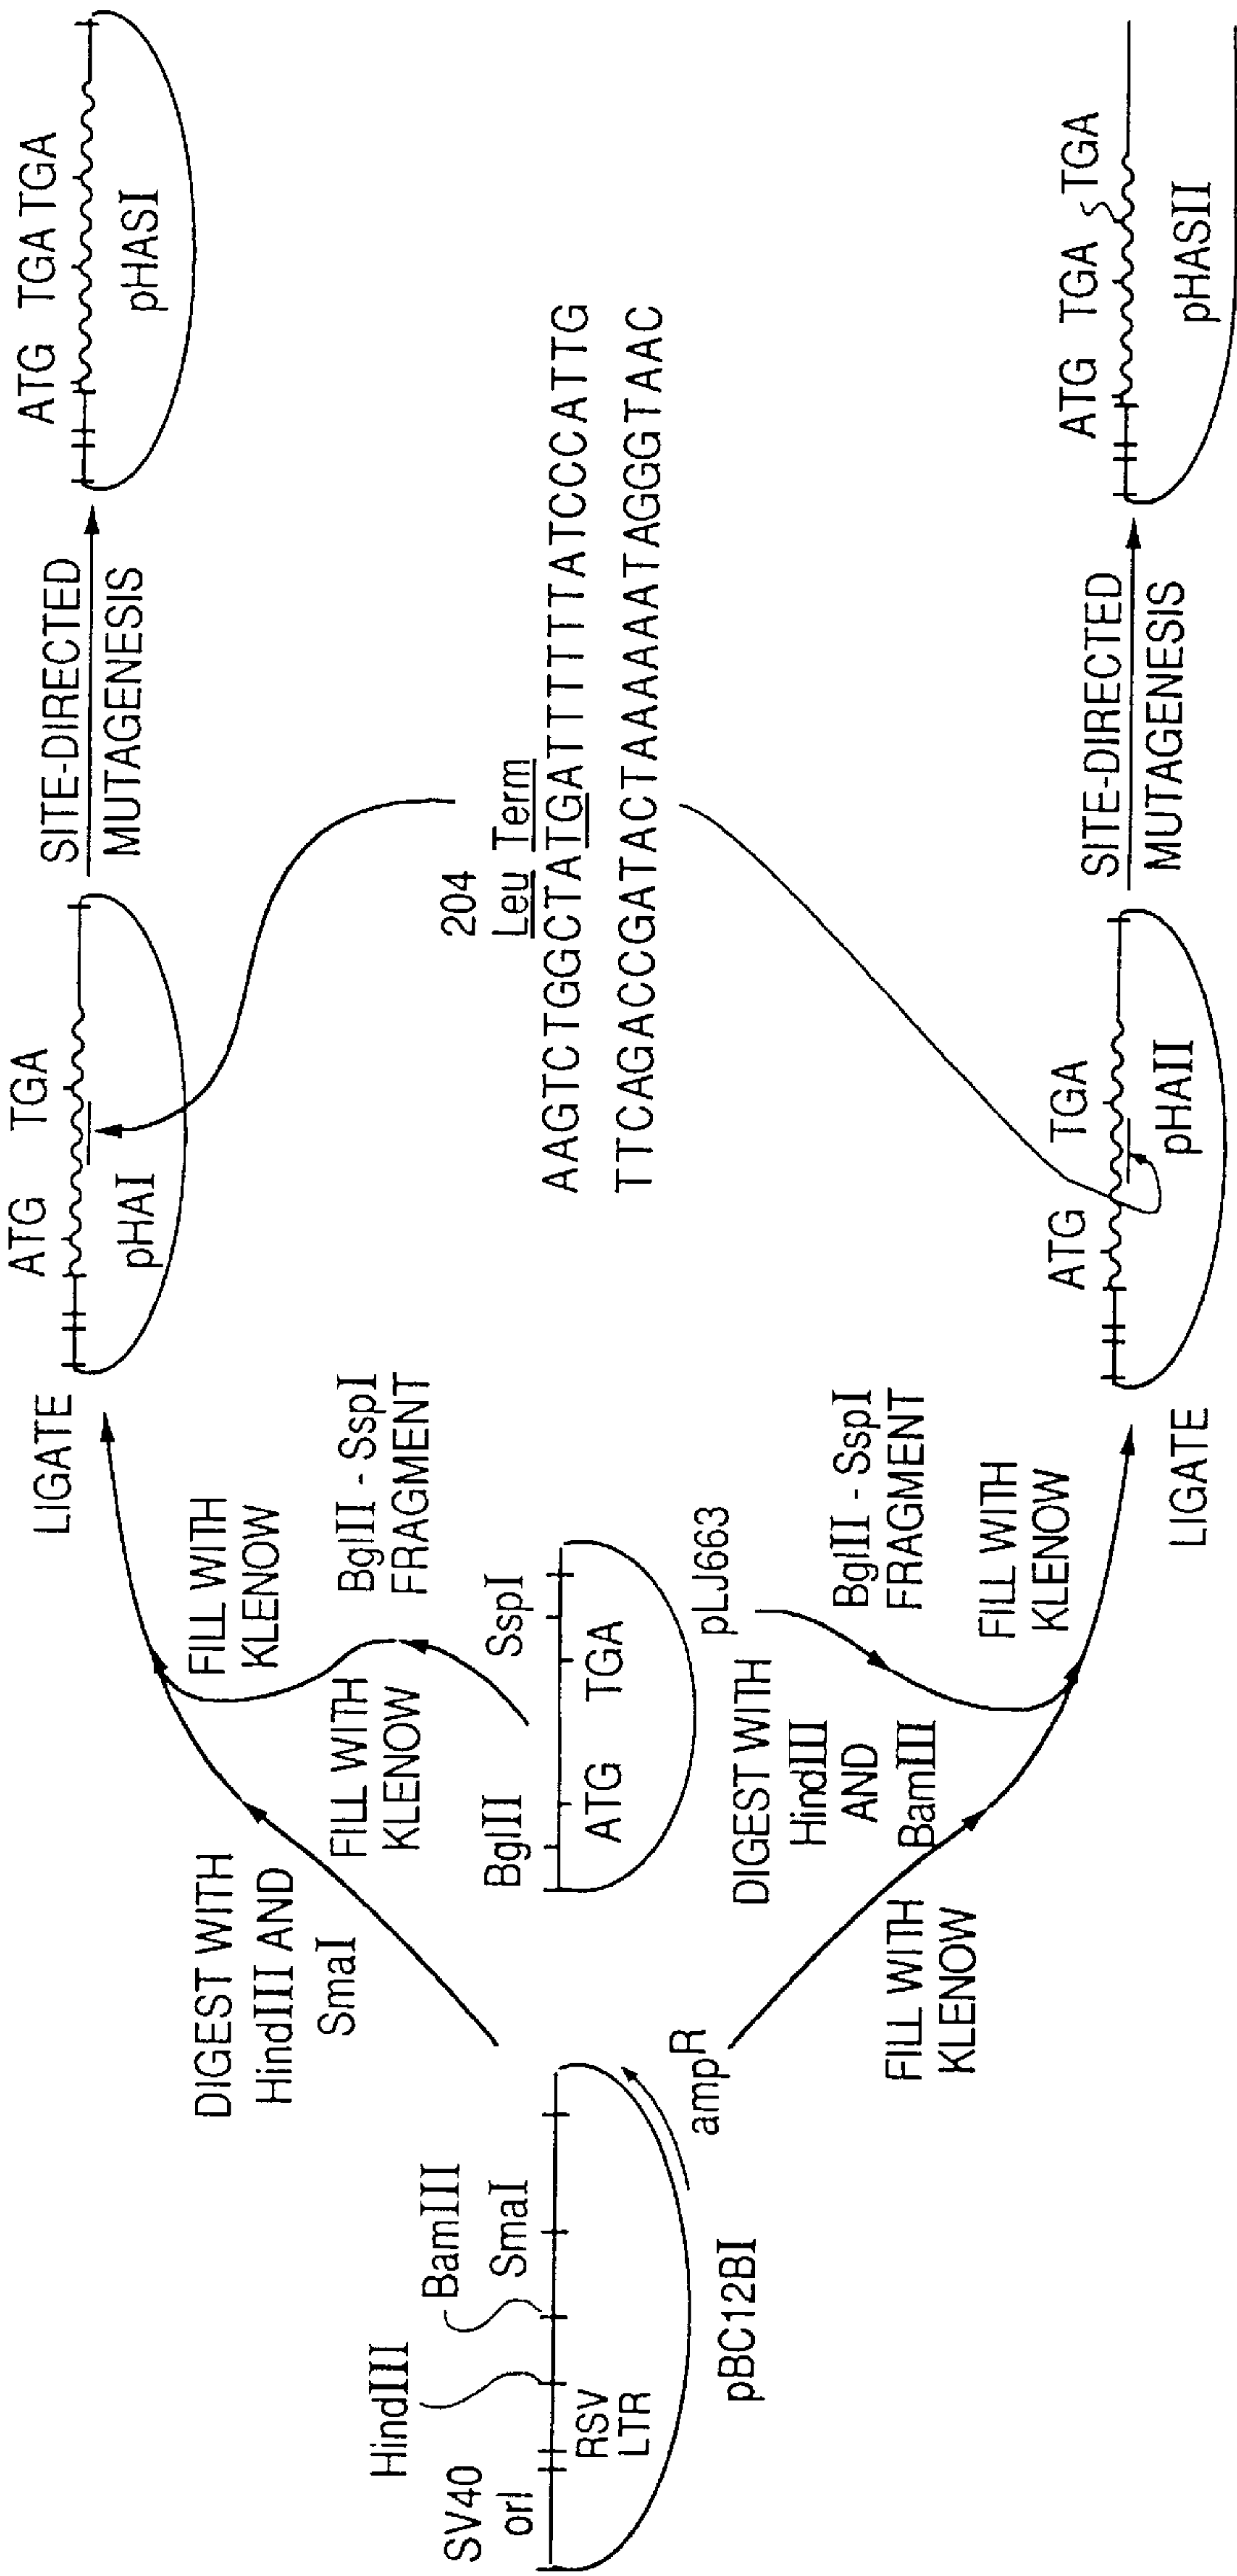 SV40
orI
HindIII
BamIII
SmaI
RSV
LTR
pBC12BI
amp^R
DIGEST WITH
HindIII AND
SmaI
FILL WITH
KLENOW
BglII SspI
ATG TGA
pLJ663
FILL WITH
KLENOW
BglII - SspI
FRAGMENT
FILL WITH
KLENOW
DIGEST WITH
HindIII
AND
BamIII
BglII - SspI
FRAGMENT
FILL WITH
KLENOW
LIGATE
ATG TGA
pHAI
SITE-DIRECTED
MUTAGENESIS
ATG TGA TGA
pHASI
204
Leu Term
AAGTCTGGCTATGATTTTTTATCCCATTG
TTCAGACCGATACTAAAAATAGGGTAAC
LIGATE
ATG TGA
pHAII
SITE-DIRECTED
MUTAGENESIS
ATG TGA TGA
pHASII